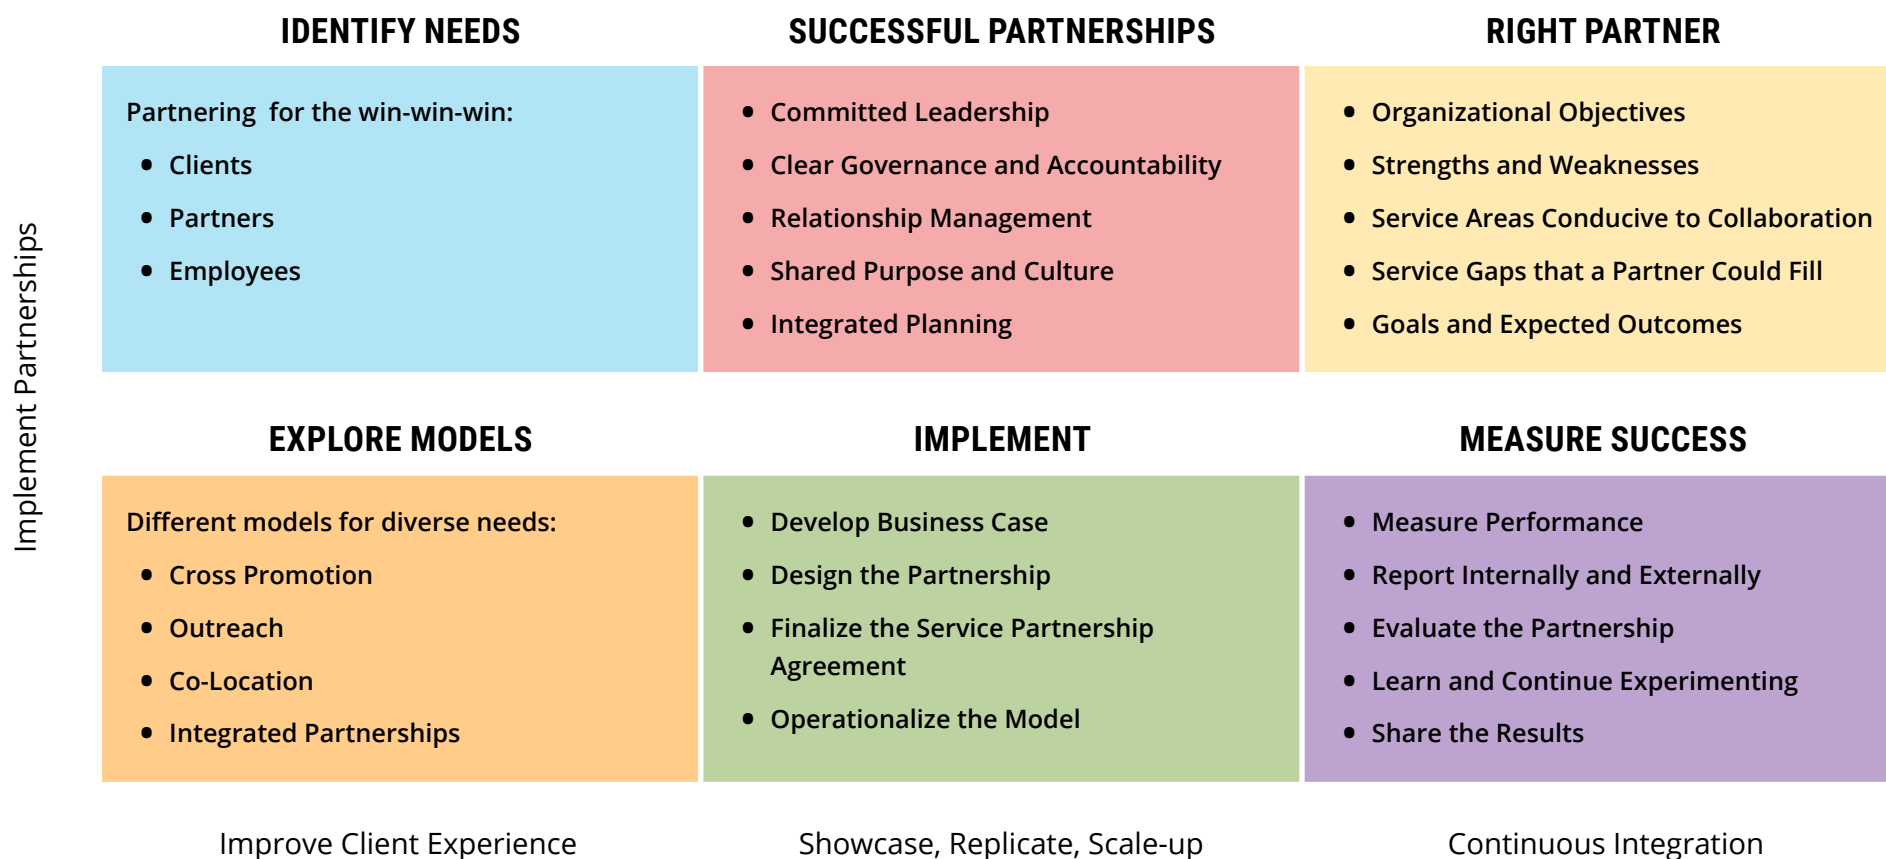 IDENTIFY NEEDS
Partnering for the win-win-win:
• Clients
• Partners
• Employees
SUCCESSFUL PARTNERSHIPS
• Committed Leadership
• Clear Governance and Accountability
• Relationship Management
• Shared Purpose and Culture
• Integrated Planning
RIGHT PARTNER
• Organizational Objectives
• Strengths and Weaknesses
• Service Areas Conducive to Collaboration
• Service Gaps that a Partner Could Fill
• Goals and Expected Outcomes
Implement Partnerships
EXPLORE MODELS
Different models for diverse needs:
• Cross Promotion
• Outreach
• Co-Location
• Integrated Partnerships
IMPLEMENT
• Develop Business Case
• Design the Partnership
• Finalize the Service Partnership
Agreement
• Operationalize the Model
MEASURE SUCCESS
• Measure Performance
• Report Internally and Externally
• Evaluate the Partnership
• Learn and Continue Experimenting
• Share the Results
Improve Client Experience
Showcase, Replicate, Scale-up
Continuous Integration